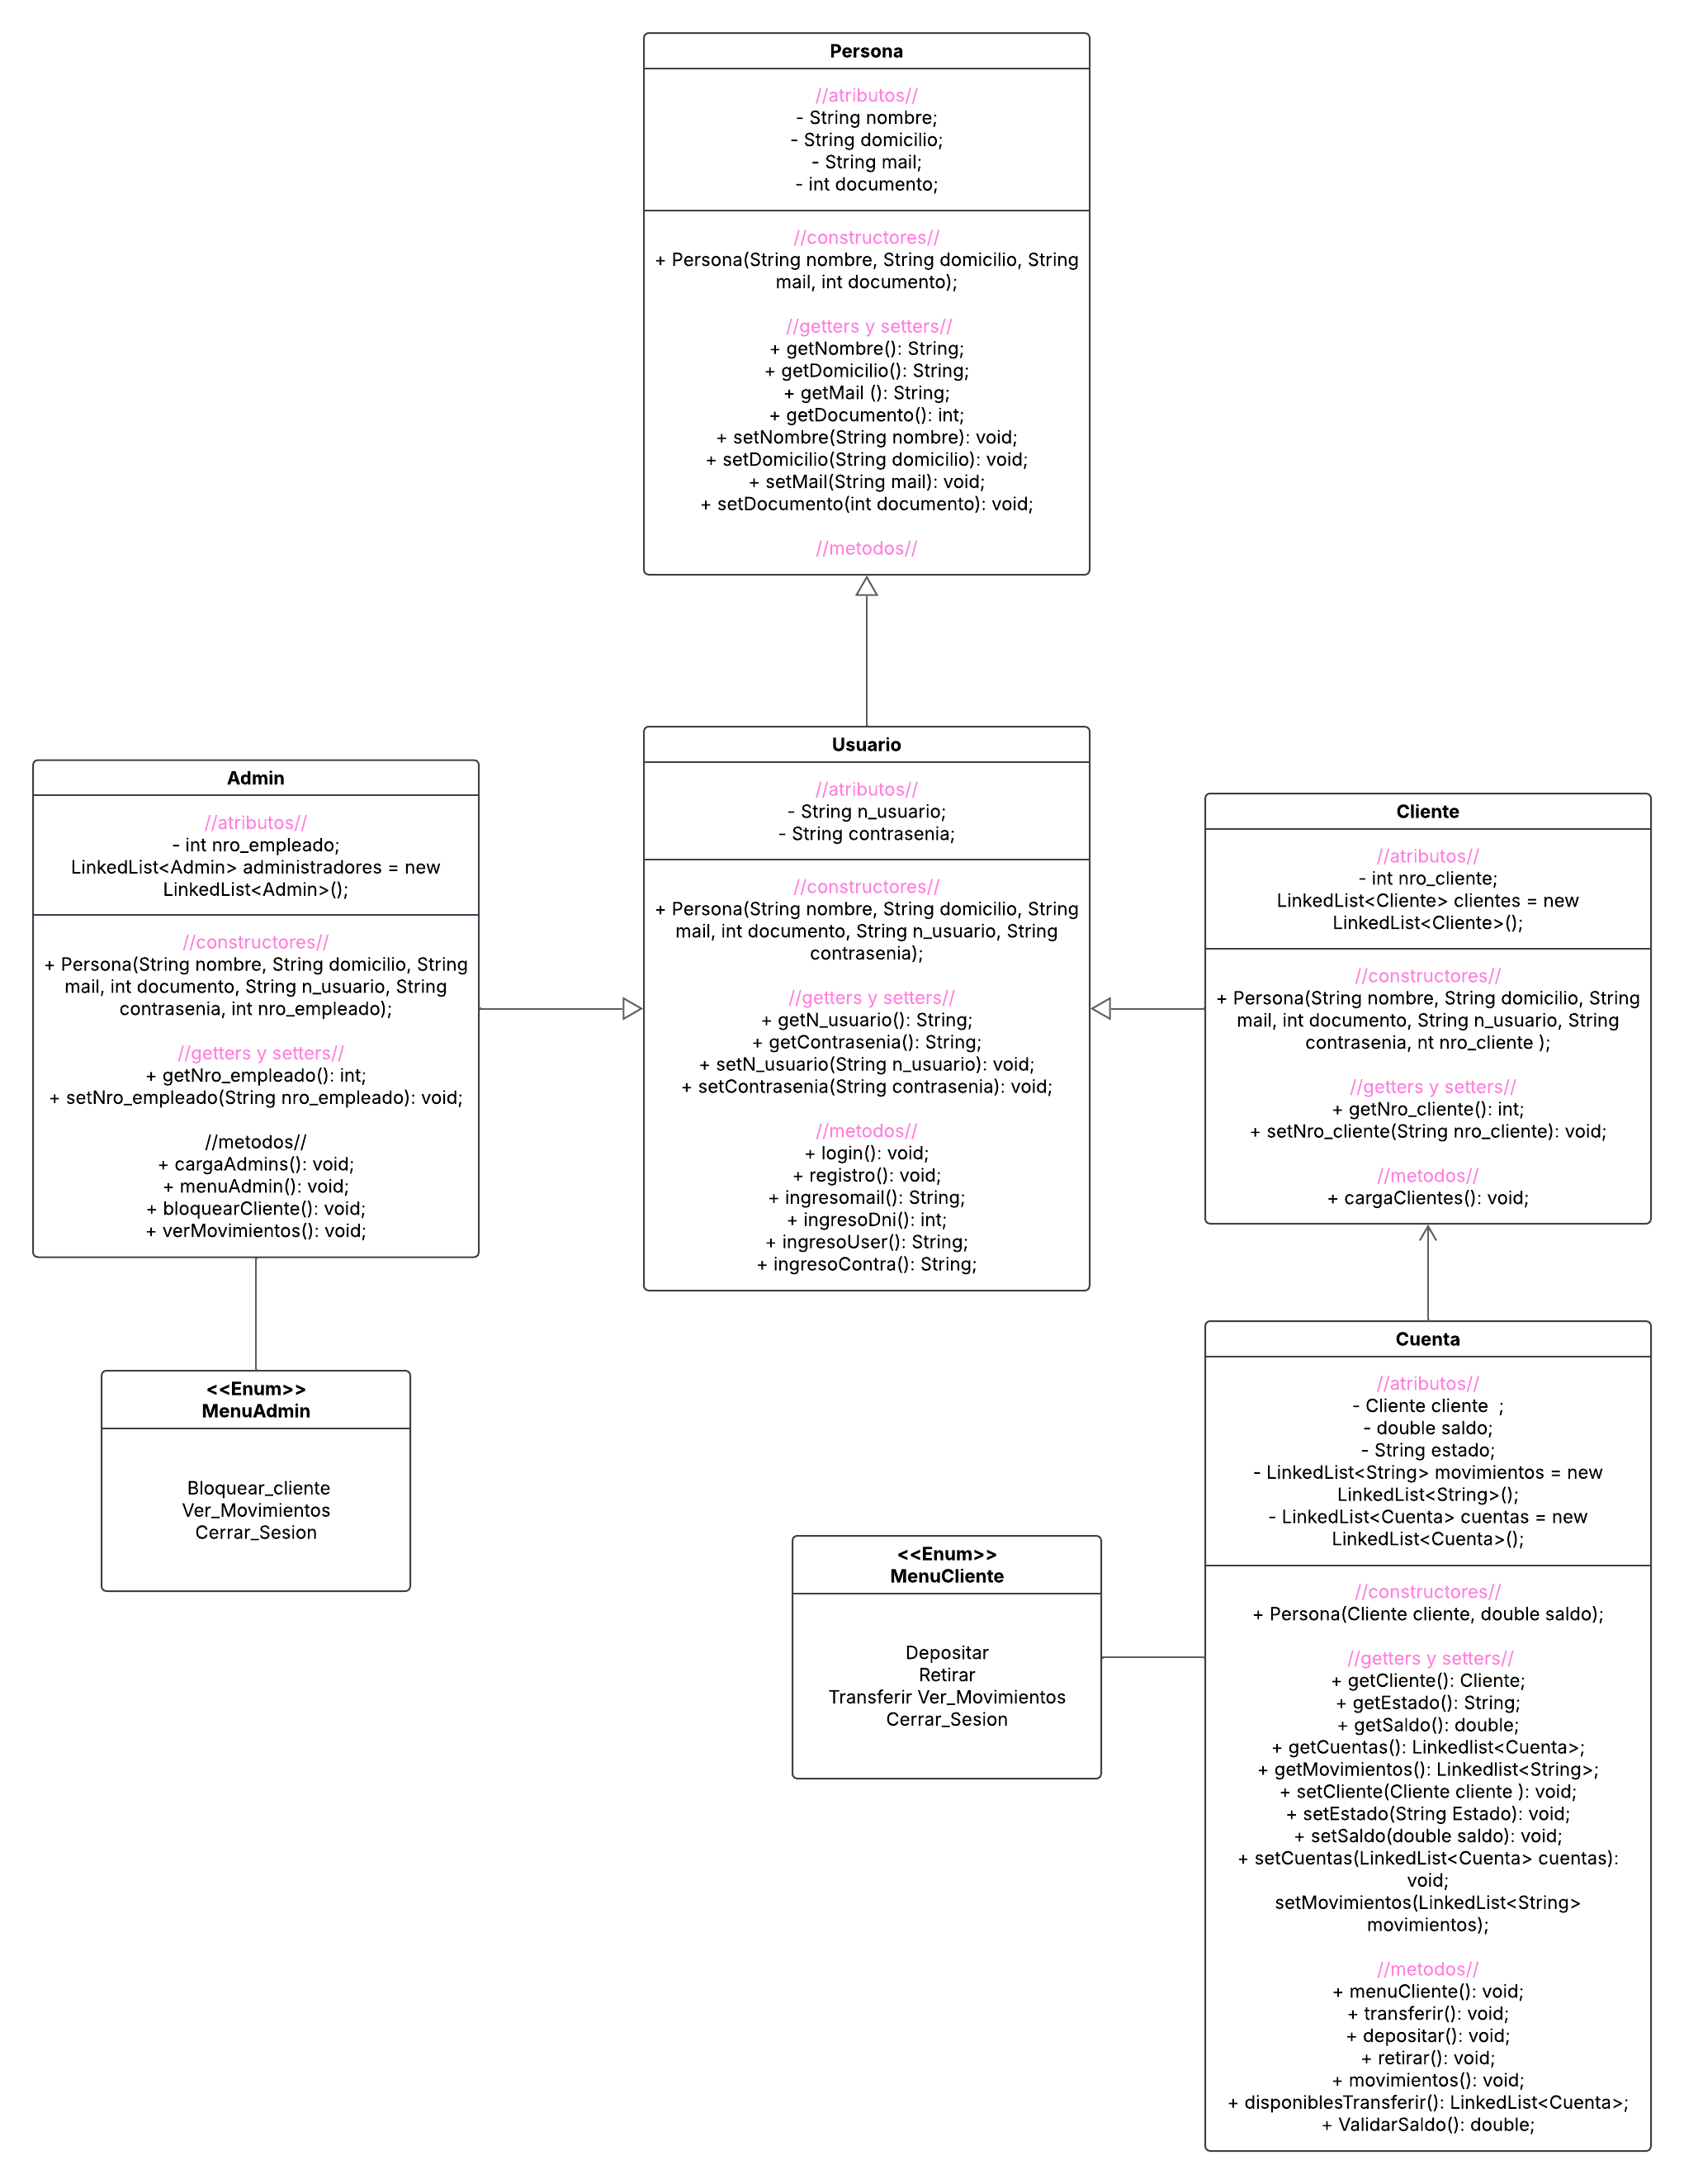 Persona
//atributos//
- String nombre;
- String domicilio;
- String mail;
- int documento;
//constructores//
+ Persona(String nombre, String domicilio, String
mail, int documento);
//getters y setters//
+ getNombre(): String;
+ getDomicilio(): String;
+ getMail (): String;
+ getDocumento(): int;
+ setNombre(String nombre): void;
+ setDomicilio(String domicilio): void;
+ setMail(String mail): void;
+ setDocumento(int documento): void;
//metodos//
Admin
//atributos//
- int nro_empleado;
LinkedList<Admin> administradores = new
LinkedList<Admin>();
//constructores//
+ Persona(String nombre, String domicilio, String
mail, int documento, String n_usuario, String
contrasenia, int nro_empleado);
//getters y setters//
+ getNro_empleado(): int;
+ setNro_empleado(String nro_empleado): void;
//metodos//
+ cargaAdmins(): void;
+ menuAdmin(): void;
+ bloquearCliente(): void;
+ verMovimientos(): void;
Usuario
//atributos//
- String n_usuario;
- String contrasenia;
//constructores//
+ Persona(String nombre, String domicilio, String
mail, int documento, String n_usuario, String
contrasenia);
//getters y setters//
+ getN_usuario(): String;
+ getContrasenia(): String;
+ setN_usuario(String n_usuario): void;
+ setContrasenia(String contrasenia): void;
//metodos//
+ login(): void;
+ registro(): void;
+ ingresomail(): String;
+ ingresoDni(): int;
+ ingresoUser(): String;
+ ingresoContra(): String;
Cliente
//atributos//
- int nro_cliente;
LinkedList<Cliente> clientes = new
LinkedList<Cliente>();
//constructores//
+ Persona(String nombre, String domicilio, String
mail, int documento, String n_usuario, String
contrasenia, nt nro_cliente );
//getters y setters//
+ getNro_cliente(): int;
+ setNro_cliente(String nro_cliente): void;
//metodos//
+ cargaClientes(): void;
<<Enum>>
MenuAdmin
Bloquear_cliente
Ver_Movimientos
Cerrar_Sesion
<<Enum>>
MenuCliente
Depositar
Retirar
Transferir Ver_Movimientos
Cerrar_Sesion
Cuenta
//atributos//
- Cliente cliente  ;
- double saldo;
- String estado;
- LinkedList<String> movimientos = new
LinkedList<String>();
- LinkedList<Cuenta> cuentas = new
LinkedList<Cuenta>();
//constructores//
+ Persona(Cliente cliente, double saldo);
//getters y setters//
+ getCliente(): Cliente;
+ getEstado(): String;
+ getSaldo(): double;
+ getCuentas(): Linkedlist<Cuenta>;
+ getMovimientos(): Linkedlist<String>;
+ setCliente(Cliente cliente ): void;
+ setEstado(String Estado): void;
+ setSaldo(double saldo): void;
+ setCuentas(LinkedList<Cuenta> cuentas):
void;
setMovimientos(LinkedList<String>
movimientos);
//metodos//
+ menuCliente(): void;
+ transferir(): void;
+ depositar(): void;
+ retirar(): void;
+ movimientos(): void;
+ disponiblesTransferir(): LinkedList<Cuenta>;
+ ValidarSaldo(): double;